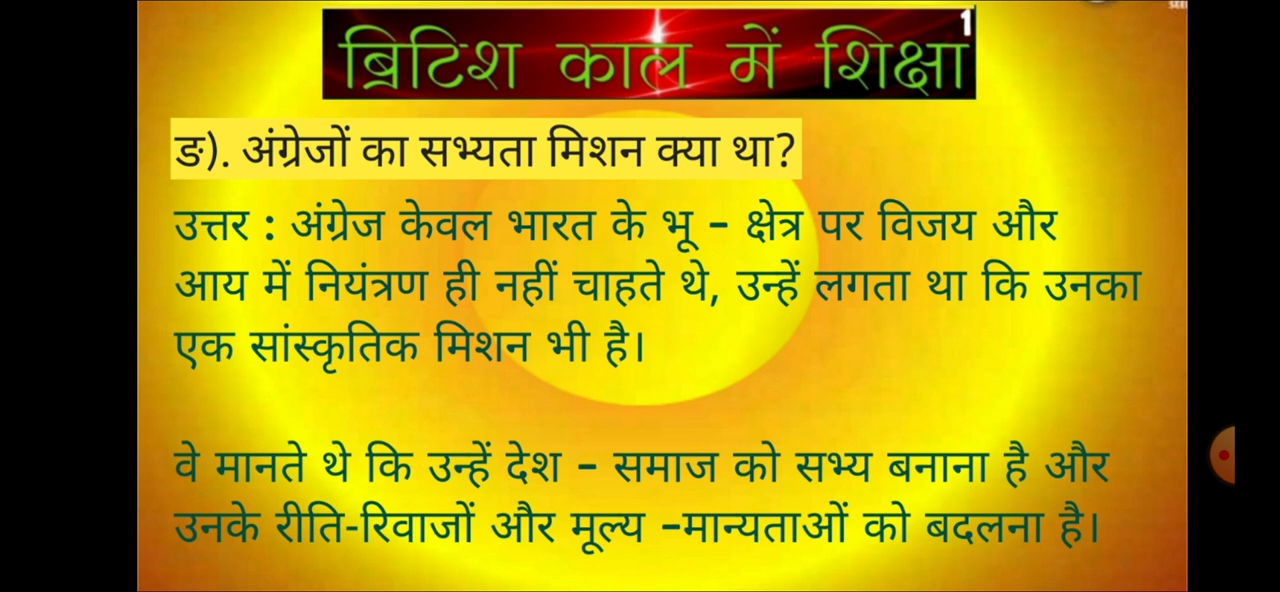 1
ब्रिटिश काल में शिक्षा
ङ). अंग्रेजों का सभ्यता मिशन क्या था?
उत्तर : अंग्रेज केवल भारत के भू – क्षेत्र पर विजय और
आय में नियंत्रण ही नहीं चाहते थे, उन्हें लगता था कि उनका
एक सांस्कृतिक मिशन भी है।
वे मानते थे कि उन्हें देश – समाज को सभ्य बनाना है और
उनके रीति-रिवाजों और मूल्य –मान्यताओं को बदलना है।